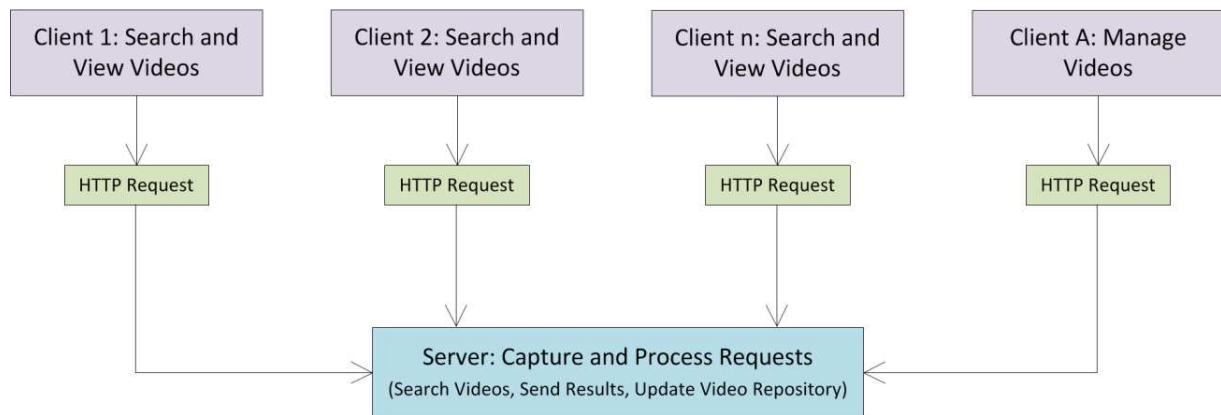 Client 1: Search and
View Videos
Client 2: Search and
View Videos
Client n: Search and
View Videos
Client A: Manage
Videos
HTTP Request
HTTP Request
HTTP Request
HTTP Request
Server: Capture and Process Requests
(Search Videos, Send Results, Update Video Repository)